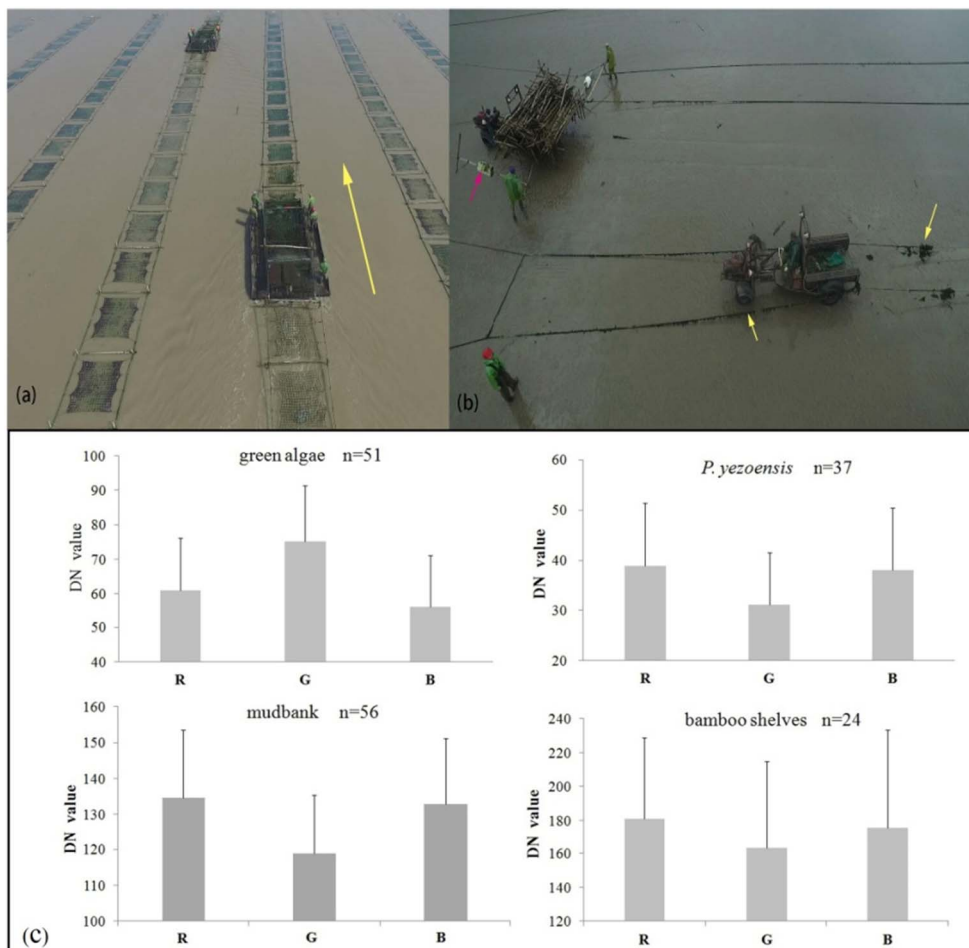 (a)
(b)
green algae n=51
100
90
80
70
60
50
40
DN value
R G B
P. yezoensis n=37
60
50
40
30
20
DN value
R G B
mudbank n=56
160
150
140
130
120
110
100
DN value
R G B
bamboo shelves n=24
240
220
200
180
160
140
120
DN value
R G B
(c)